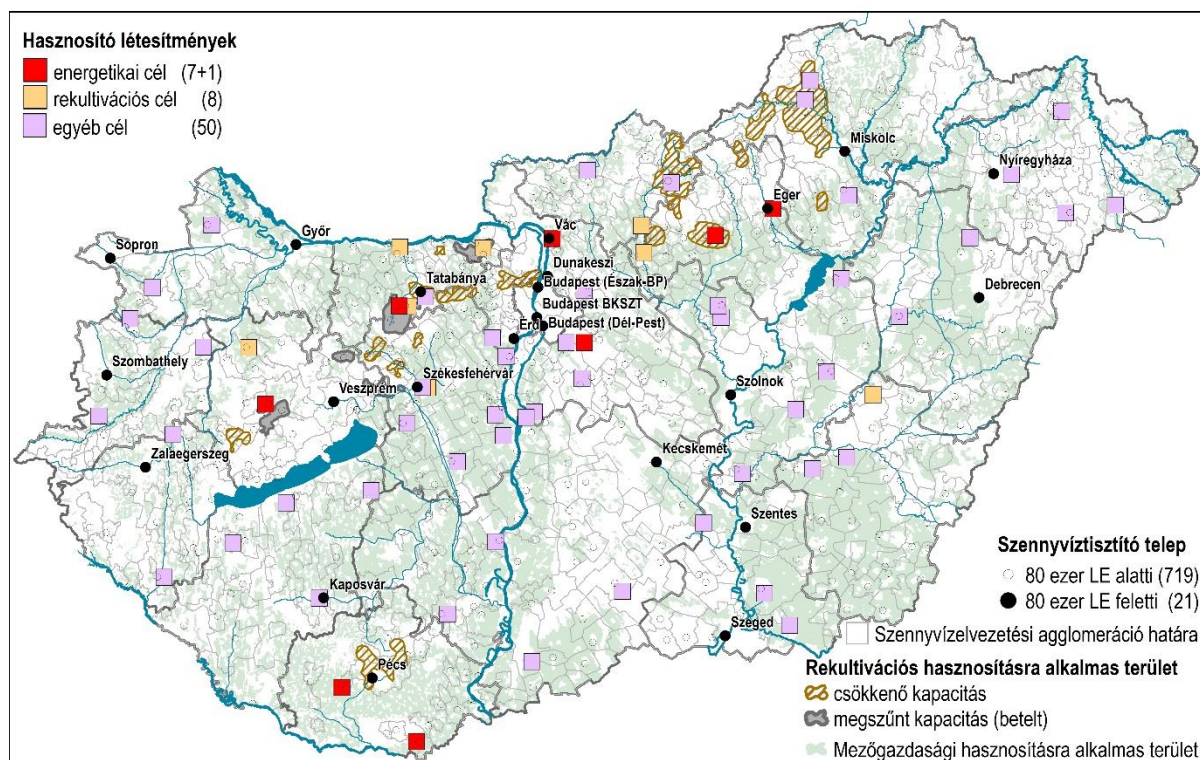 Hasznosító létesítmények
energetikai cél (7+1)
rekultivációs cél (8)
egyéb cél (50)
Miskolc
Nyíregyháza
Eger
Vác
Győr
Sopron
Dunakeszi
Tatabánya
Budapest (Észak-BP)
Debrecen
Budapest BKSZT
Budapest (Dél-Pest)
Érd
Szombathely
Székesfehérvár
Veszprém
Szolnok
Zalaegerszeg
Kecskemét
Szentes
Kaposvár
Szeged
Pécs
Szennyvíztisztító telep
80 ezer LE alatti (719)
80 ezer LE feletti (21)
Szennyvízelvezetési agglomeráció határa
Rekultivációs hasznosításra alkalmas terület
csökkenő kapacitás
megszűnt kapacitás (betelt)
Mezőgazdasági hasznosításra alkalmas terület